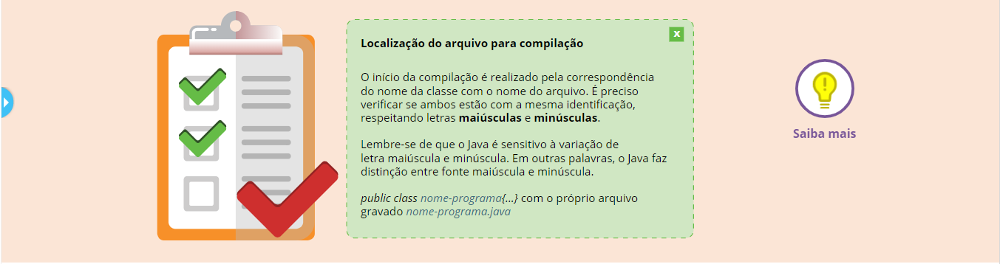 x
Localização do arquivo para compilação
O início da compilação é realizado pela correspondência
do nome da classe com o nome do arquivo. É preciso
verificar se ambos estão com a mesma identificação,
respeitando letras maiúsculas e minúsculas.
Lembre-se de que o Java é sensitivo à variação de
letra maiúscula e minúscula. Em outras palavras, o Java faz
distinção entre fonte maiúscula e minúscula.
public class nome-programa{...} com o próprio arquivo
gravado nome-programa.java
Saiba mais